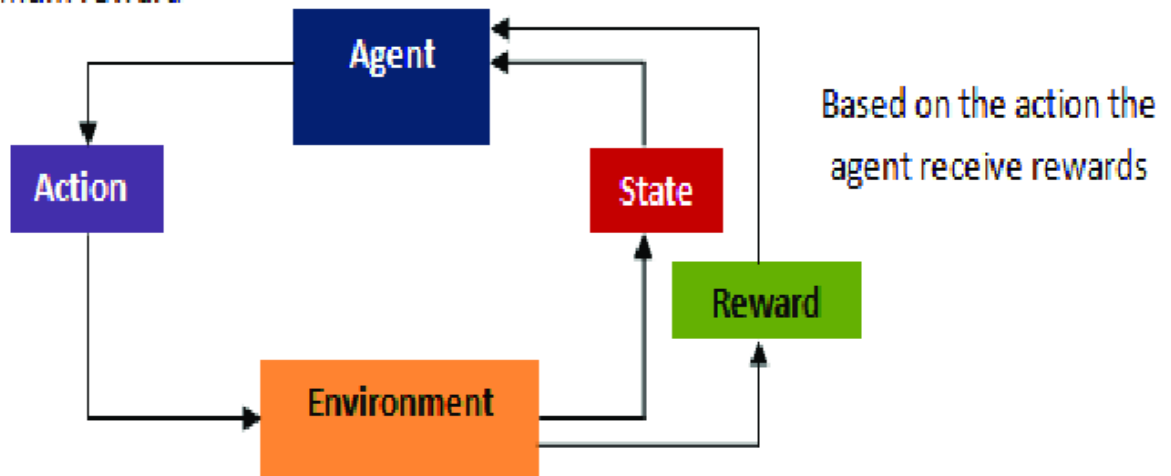 Agent
Based on the action the
agent receive rewards
Action
State
Reward
Environment